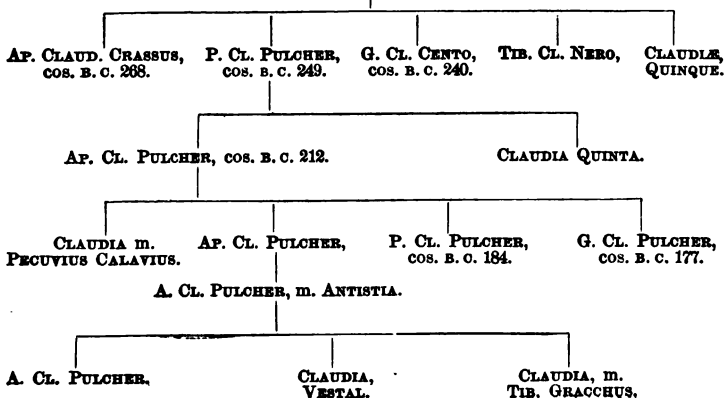 AP. CLAUD. CRASSUS, P. CL. PULCHER, G. CL. CENTO, TIB. CL. NERO, CLAUDIÆ,
COS. B. C. 268. COS. B. C. 249. COS. B. C. 240. QUINQUE.
AP. CL. PULCHER, COS. B. C. 212. CLAUDIA QUINTA.
CLAUDIA m. AP. CL. PULCHER, P. CL. PULCHER, G. CL. PULCHER,
PECUVIUS CALAVIUS. COS. B. C. 184. COS. B. C. 177.
A. CL. PULCHER, m. ANTISTIA.
A. CL. PULCHER, CLAUDIA, CLAUDIA, m.
VESTAL. TIB. GRACCHUS.